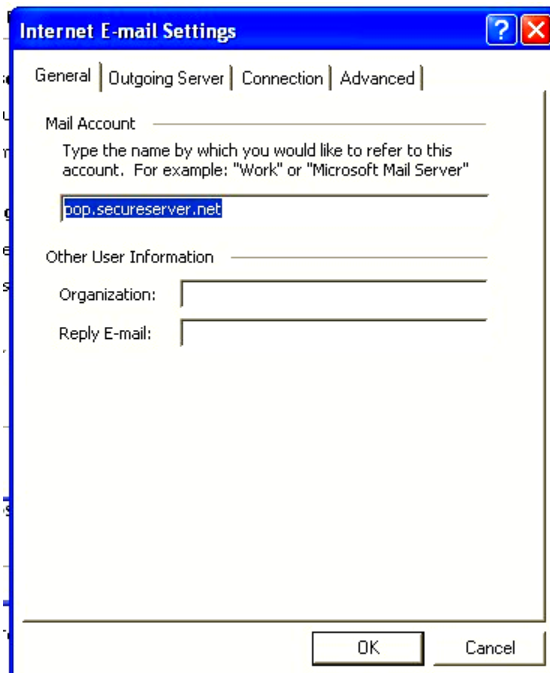 Internet E-mail Settings
General Outgoing Server Connection Advanced
Mail Account
Type the name by which you would like to refer to this
account. For example: "Work" or "Microsoft Mail Server"
pop.secureserver.net
Other User Information
Organization:
Reply E-mail:
OK Cancel